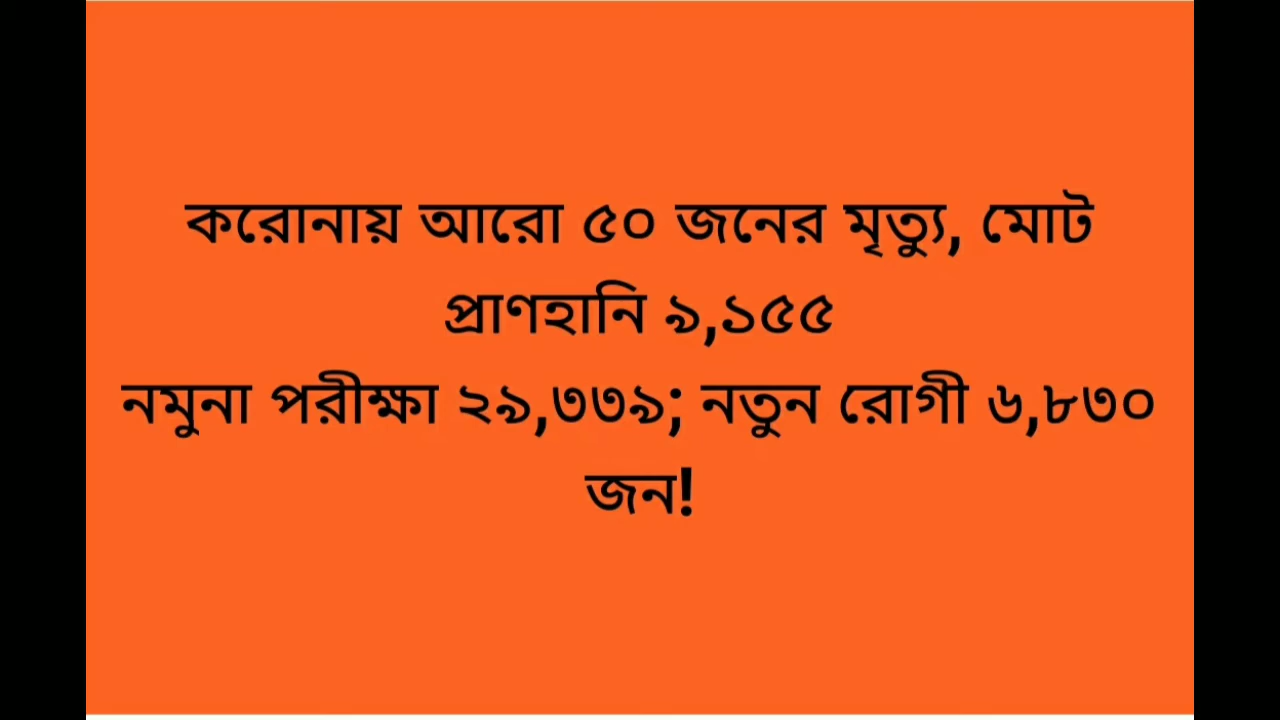 করোনায় আরো ৫০ জনের মৃত্যু, মোট
প্রাণহানি ৯,১৫৫
নমুনা পরীক্ষা ২৯,৩৩৯; নতুন রোগী ৬,৮৩০
জন!